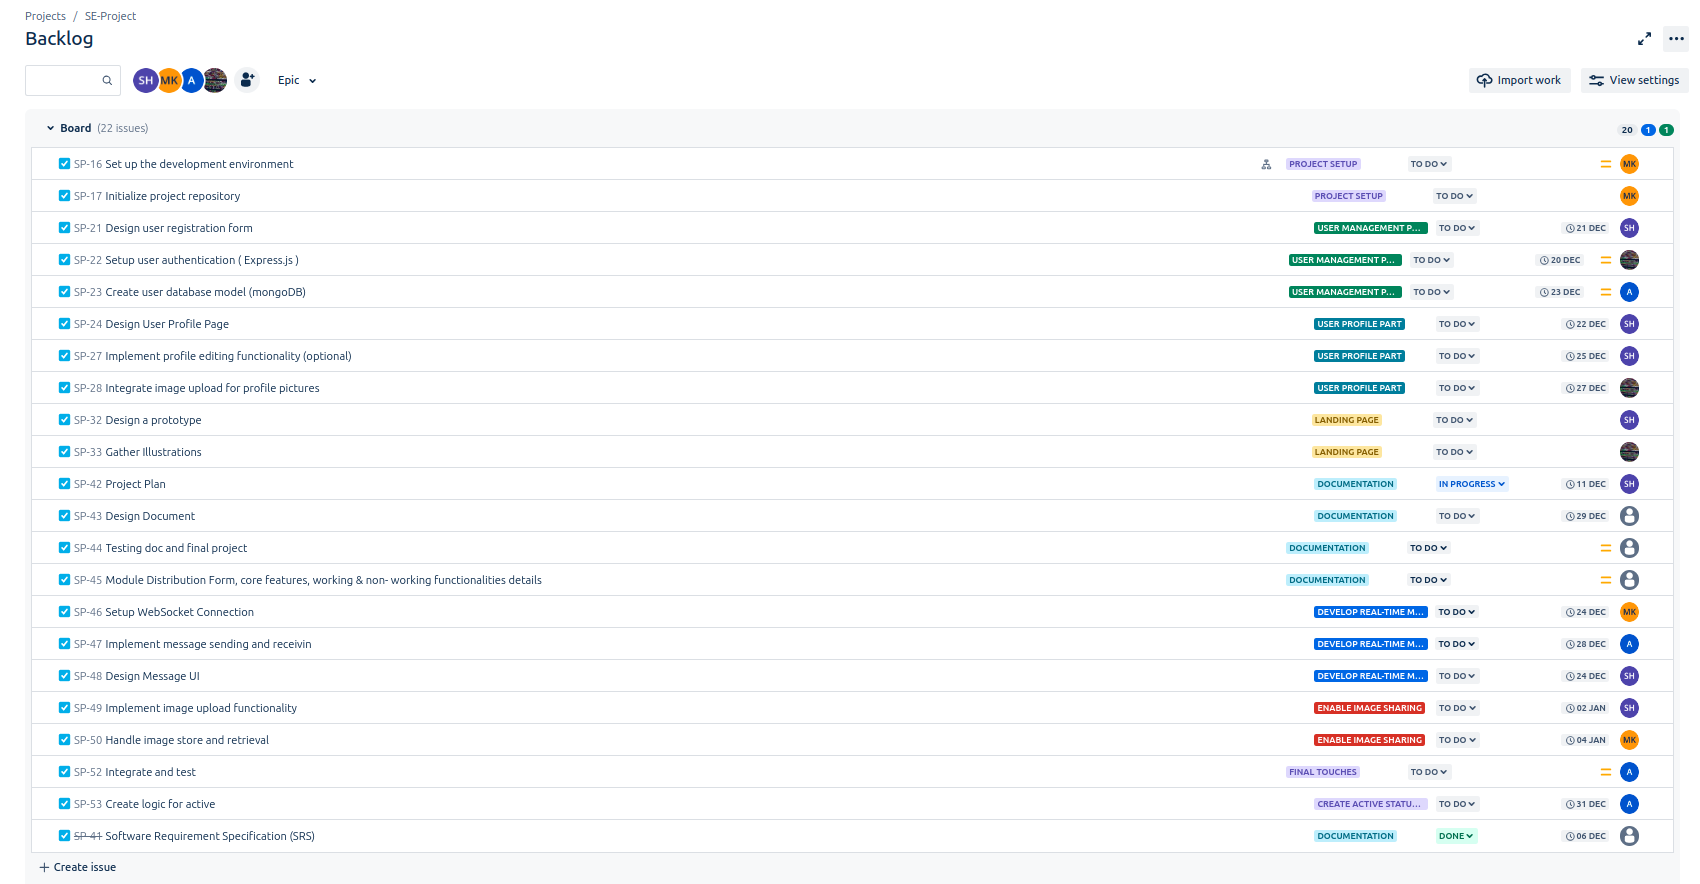 Projects / SE-Project
Backlog
SH MK A Epic Import work View settings
Board (22 issues) 20 1 1
SP-16 Set up the development environment PROJECT SETUP TO DO MK
SP-17 Initialize project repository PROJECT SETUP TO DO MK
SP-21 Design user registration form USER MANAGEMENT P... TO DO 21 DEC SH
SP-22 Setup user authentication ( Express.js ) USER MANAGEMENT P... TO DO 20 DEC
SP-23 Create user database model (mongoDB) USER MANAGEMENT P... TO DO 23 DEC A
SP-24 Design User Profile Page USER PROFILE PART TO DO 22 DEC SH
SP-27 Implement profile editing functionality (optional) USER PROFILE PART TO DO 25 DEC SH
SP-28 Integrate image upload for profile pictures USER PROFILE PART TO DO 27 DEC
SP-32 Design a prototype LANDING PAGE TO DO SH
SP-33 Gather Illustrations LANDING PAGE TO DO
SP-42 Project Plan DOCUMENTATION IN PROGRESS 11 DEC SH
SP-43 Design Document DOCUMENTATION TO DO 29 DEC
SP-44 Testing doc and final project DOCUMENTATION TO DO
SP-45 Module Distribution Form, core features, working & non- working functionalities details DOCUMENTATION TO DO
SP-46 Setup WebSocket Connection DEVELOP REAL-TIME M... TO DO 24 DEC MK
SP-47 Implement message sending and receivin DEVELOP REAL-TIME M... TO DO 28 DEC A
SP-48 Design Message UI DEVELOP REAL-TIME M... TO DO 24 DEC SH
SP-49 Implement image upload functionality ENABLE IMAGE SHARING TO DO 02 JAN SH
SP-50 Handle image store and retrieval ENABLE IMAGE SHARING TO DO 04 JAN MK
SP-52 Integrate and test FINAL TOUCHES TO DO A
SP-53 Create logic for active CREATE ACTIVE STATU... TO DO 31 DEC A
SP-41 Software Requirement Specification (SRS) DOCUMENTATION DONE 06 DEC
+ Create issue